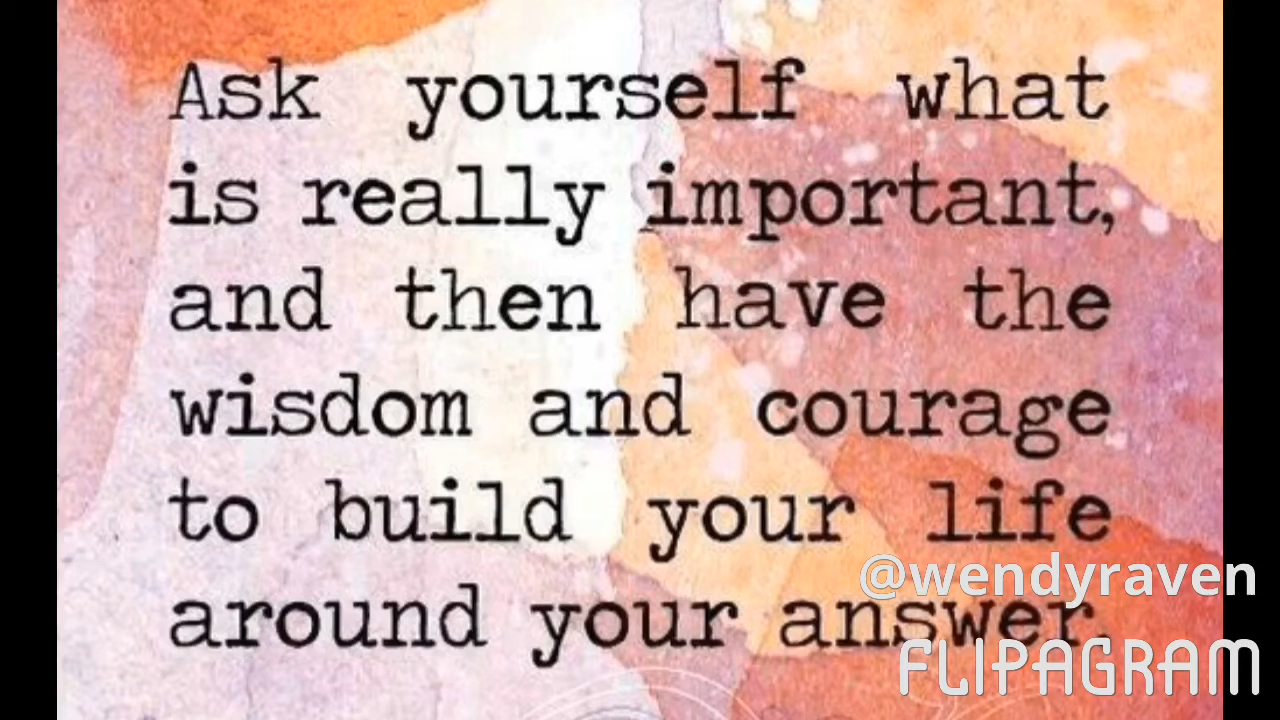 Ask yourself what
is really important,
and then have the
wisdom and courage
to build your life
around your answer.
@wendyraven
FLIPAGRAM